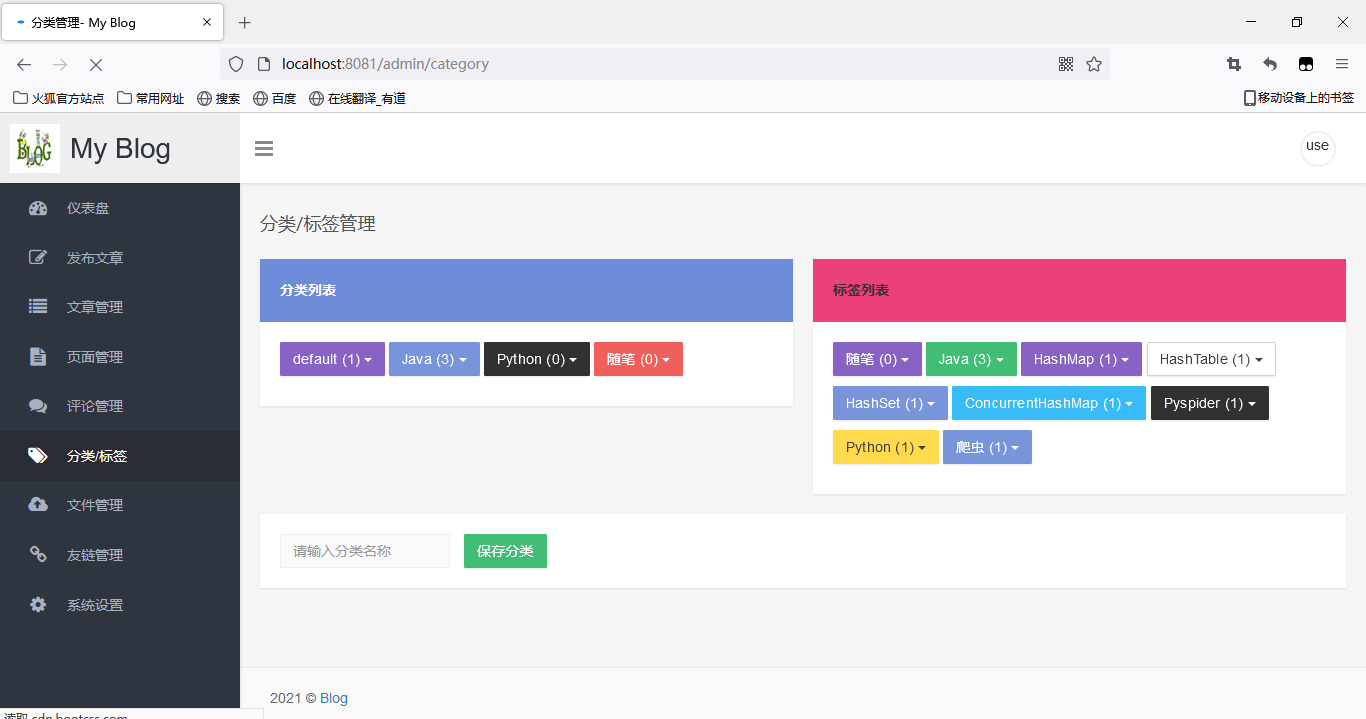 分类管理- My Blog
localhost:8081/admin/category
火狐官方站点 常用网址 搜索 百度 在线翻译_有道 移动设备上的书签
BLOG My Blog
use
仪表盘
发布文章
文章管理
页面管理
评论管理
分类/标签
文件管理
友链管理
系统设置
分类/标签管理
分类列表
default (1) Java (3) Python (0) 随笔 (0)
标签列表
随笔 (0) Java (3) HashMap (1) HashTable (1)
HashSet (1) ConcurrentHashMap (1) Pyspider (1)
Python (1) 爬虫 (1)
请输入分类名称 保存分类
2021 © Blog
读取 cdn.bootcss.com